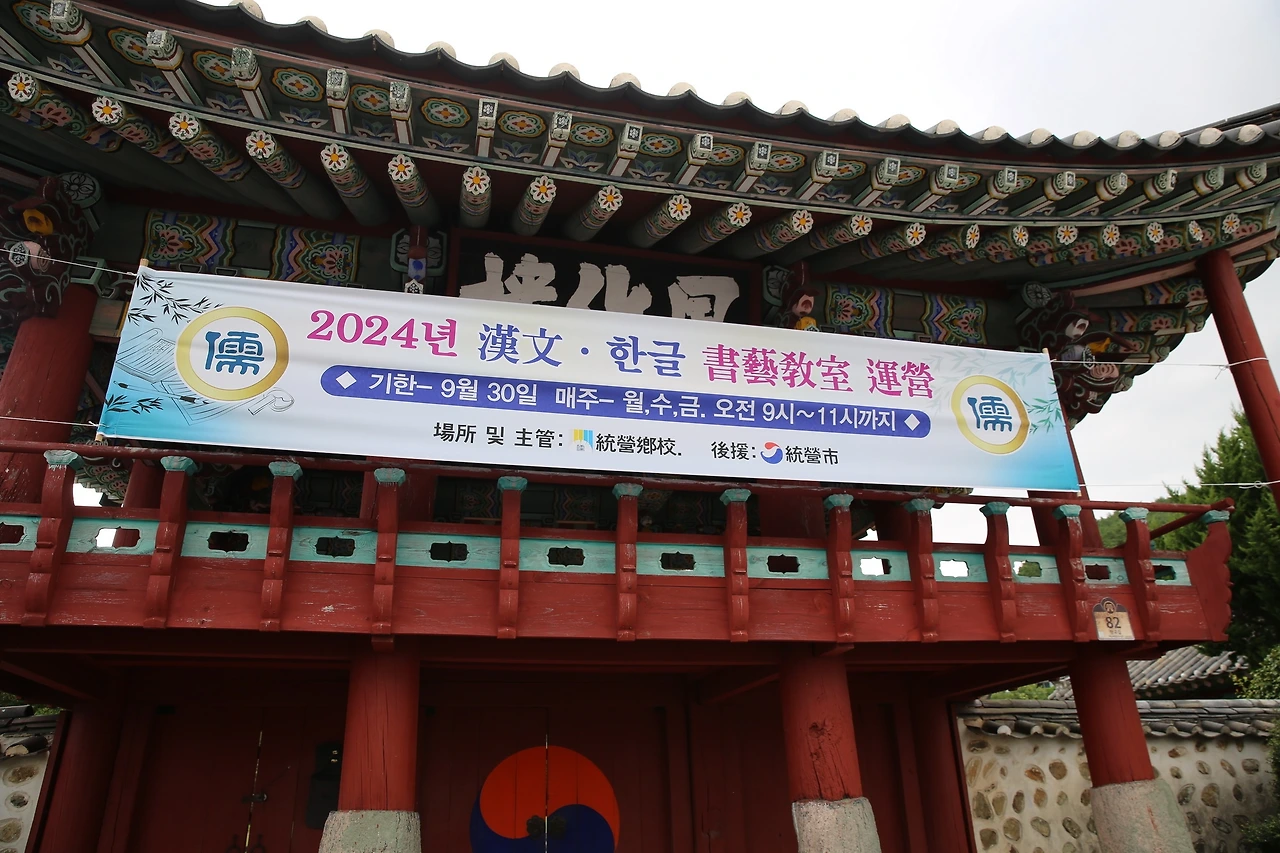 儒
2024년 漢文·한글 書藝敎室 運營
◇ 기한- 9월 30일 매주- 월,수,금. 오전 9시~11시까지 ◇
場所 및 主管: 統營鄕校. 後援: 統營市
儒
82